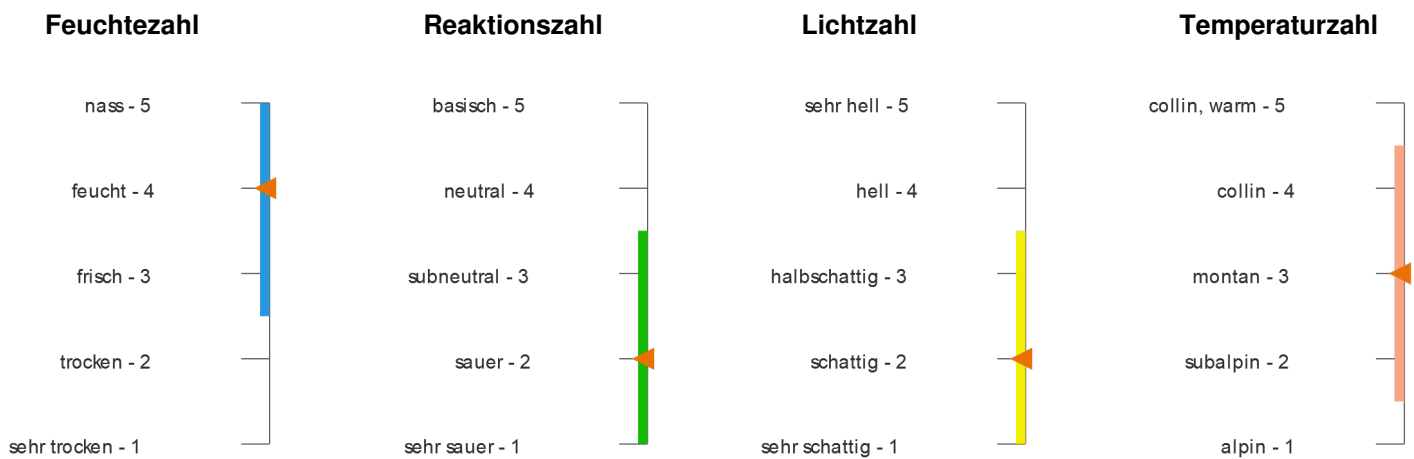 Feuchtezahl
nass - 5
feucht - 4
frisch - 3
trocken - 2
sehr trocken - 1
Reaktionszahl
basisch - 5
neutral - 4
subneutral - 3
sauer - 2
sehr sauer - 1
Lichtzahl
sehr hell - 5
hell - 4
halbschattig - 3
schattig - 2
sehr schattig - 1
Temperaturzahl
collin, warm - 5
collin - 4
montan - 3
subalpin - 2
alpin - 1